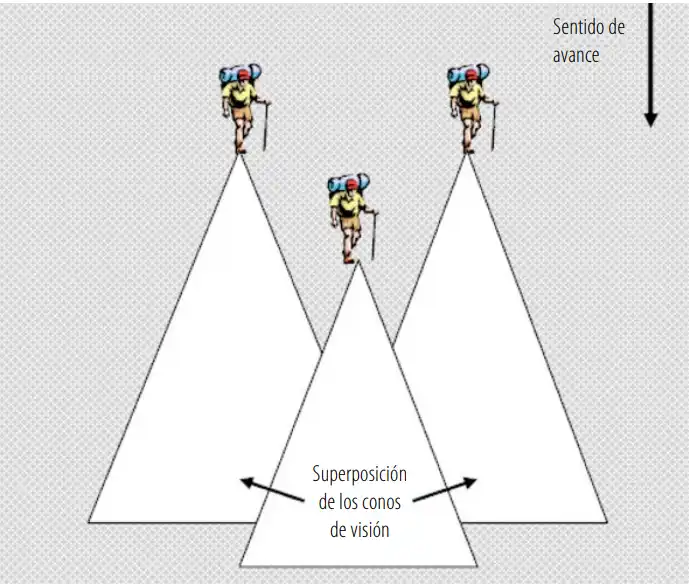 Sentido de
avance
Superposición
de los conos
de visión